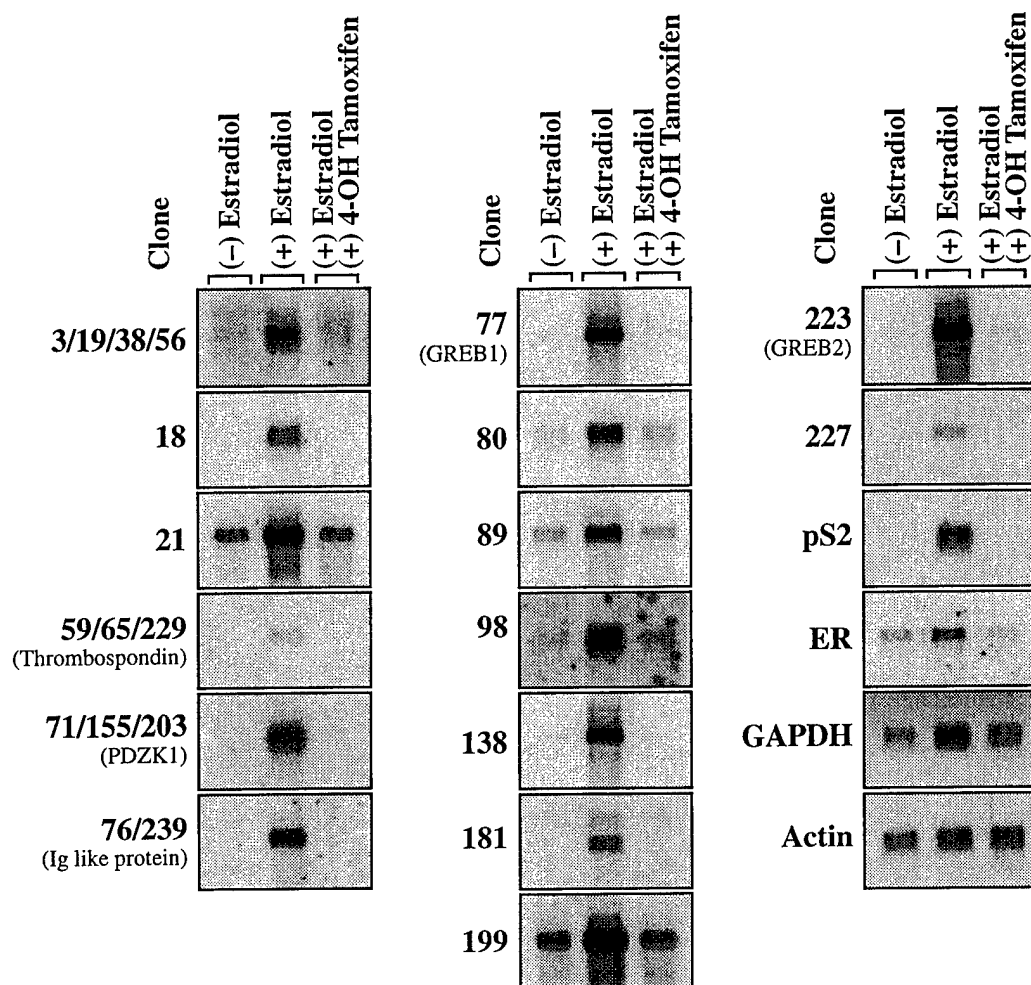 Clone
(−) Estradiol
(+) Estradiol
(+) Estradiol
(+) 4-OH Tamoxifen
3/19/38/56
18
21
59/65/229
(Thrombospondin)
71/155/203
(PDZK1)
76/239
(Ig like protein)
Clone
(−) Estradiol
(+) Estradiol
(+) Estradiol
(+) 4-OH Tamoxifen
77
(GREB1)
80
89
98
138
181
199
Clone
(−) Estradiol
(+) Estradiol
(+) Estradiol
(+) 4-OH Tamoxifen
223
(GREB2)
227
pS2
ER
GAPDH
Actin